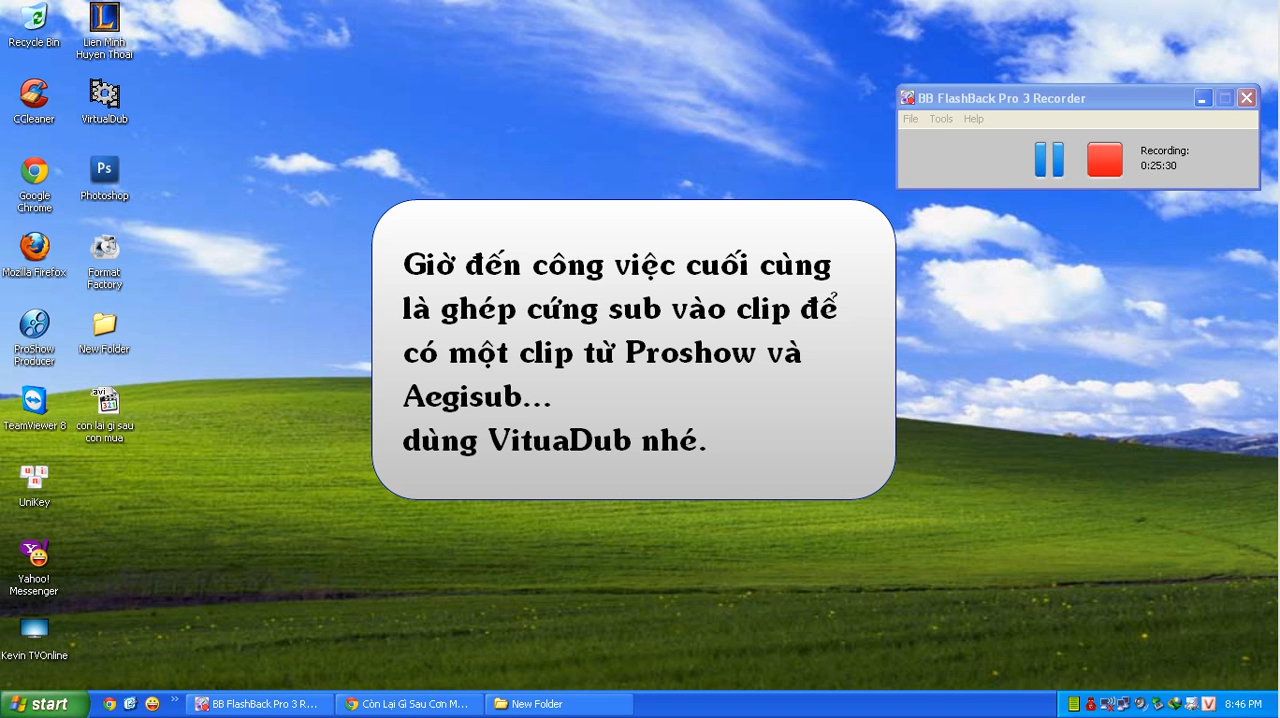 Recycle Bin
Lien Minh
Huyen Thoai
CCleaner
VirtualDub
Google
Chrome
Ps
Photoshop
Mozilla Firefox
Format
Factory
ProShow
Producer
New Folder
TeamViewer 8
avi
321
con lai gi sau
con mua
UniKey
Yahoo!
Messenger
Kevin TVOnline
BB FlashBack Pro 3 Recorder
File Tools Help
Recording:
0:25:30
Giờ đến công việc cuối cùng
là ghép cứng sub vào clip để
có một clip từ Proshow và
Aegisub...
dùng VituaDub nhé.
start
BB FlashBack Pro 3 R...
Còn Lại Gì Sau Cơn M...
New Folder
V
8:46 PM